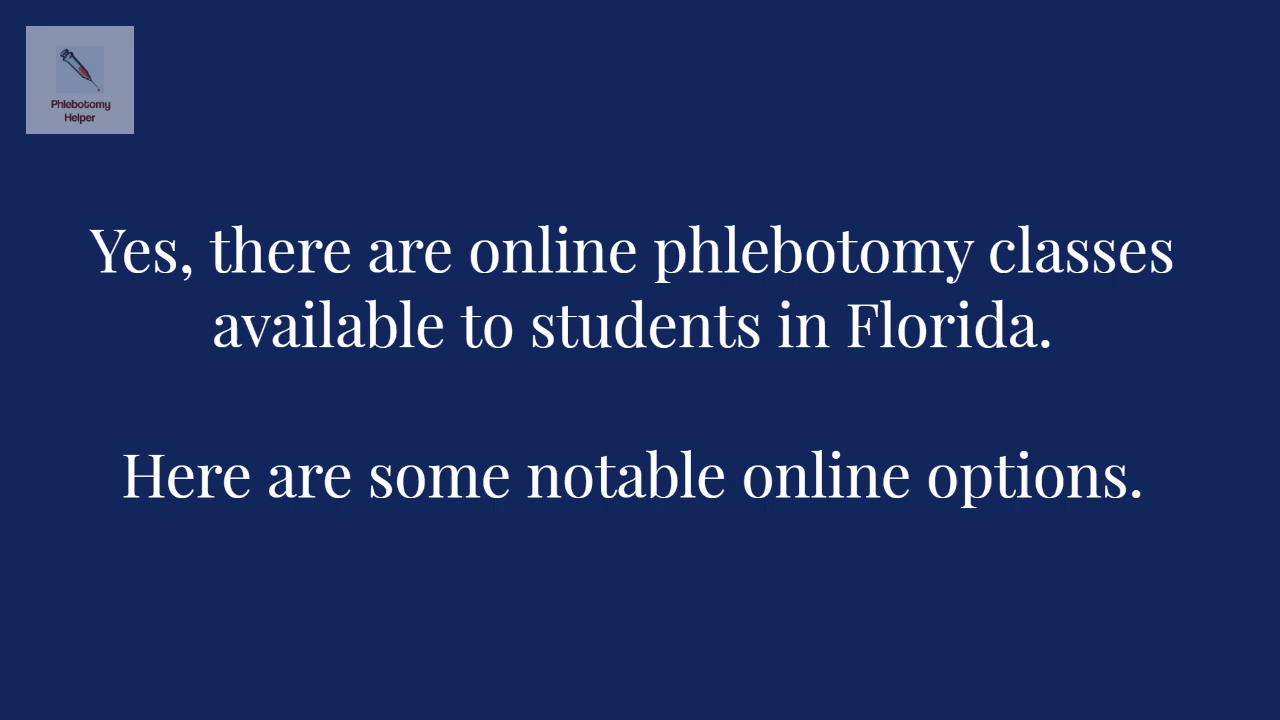 Phlebotomy
Helper
Yes, there are online phlebotomy classes
available to students in Florida.
Here are some notable online options.